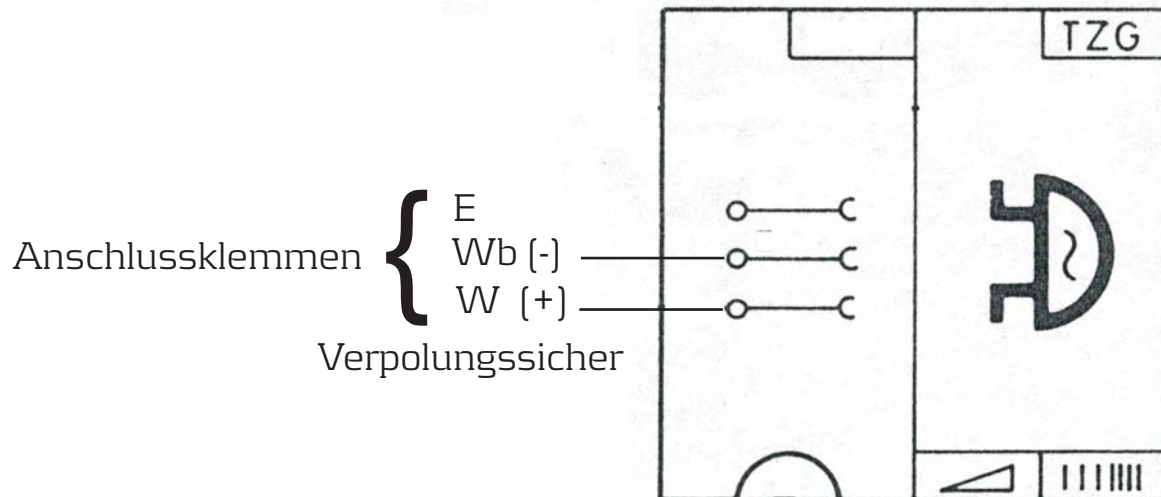 TZG
E
Anschlussklemmen
Wb (-)
W (+)
Verpolungssicher